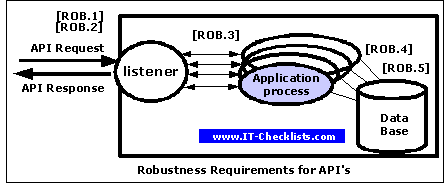 [ROB.1]
[ROB.2]
API Request
API Response
listener
[ROB.3]
Application
process
[ROB.4]
[ROB.5]
Data
Base
www.IT-Checklists.com
Robustness Requirements for API's